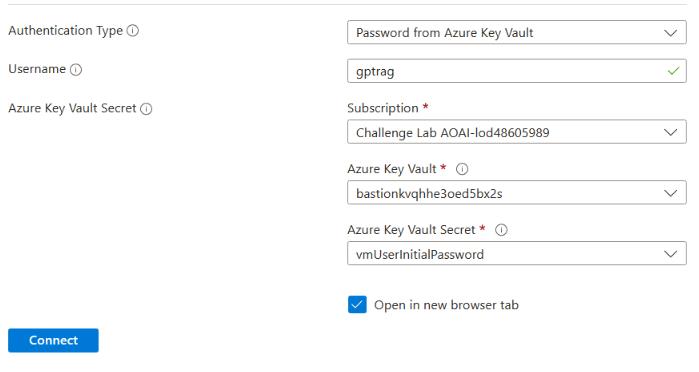 Authentication Type
Password from Azure Key Vault
Username
gptrag
Azure Key Vault Secret
Subscription *
Challenge Lab AOAI-lod48605989
Azure Key Vault *
bastionkvqhhe3oed5bx2s
Azure Key Vault Secret *
vmUserInitialPassword
Open in new browser tab
Connect